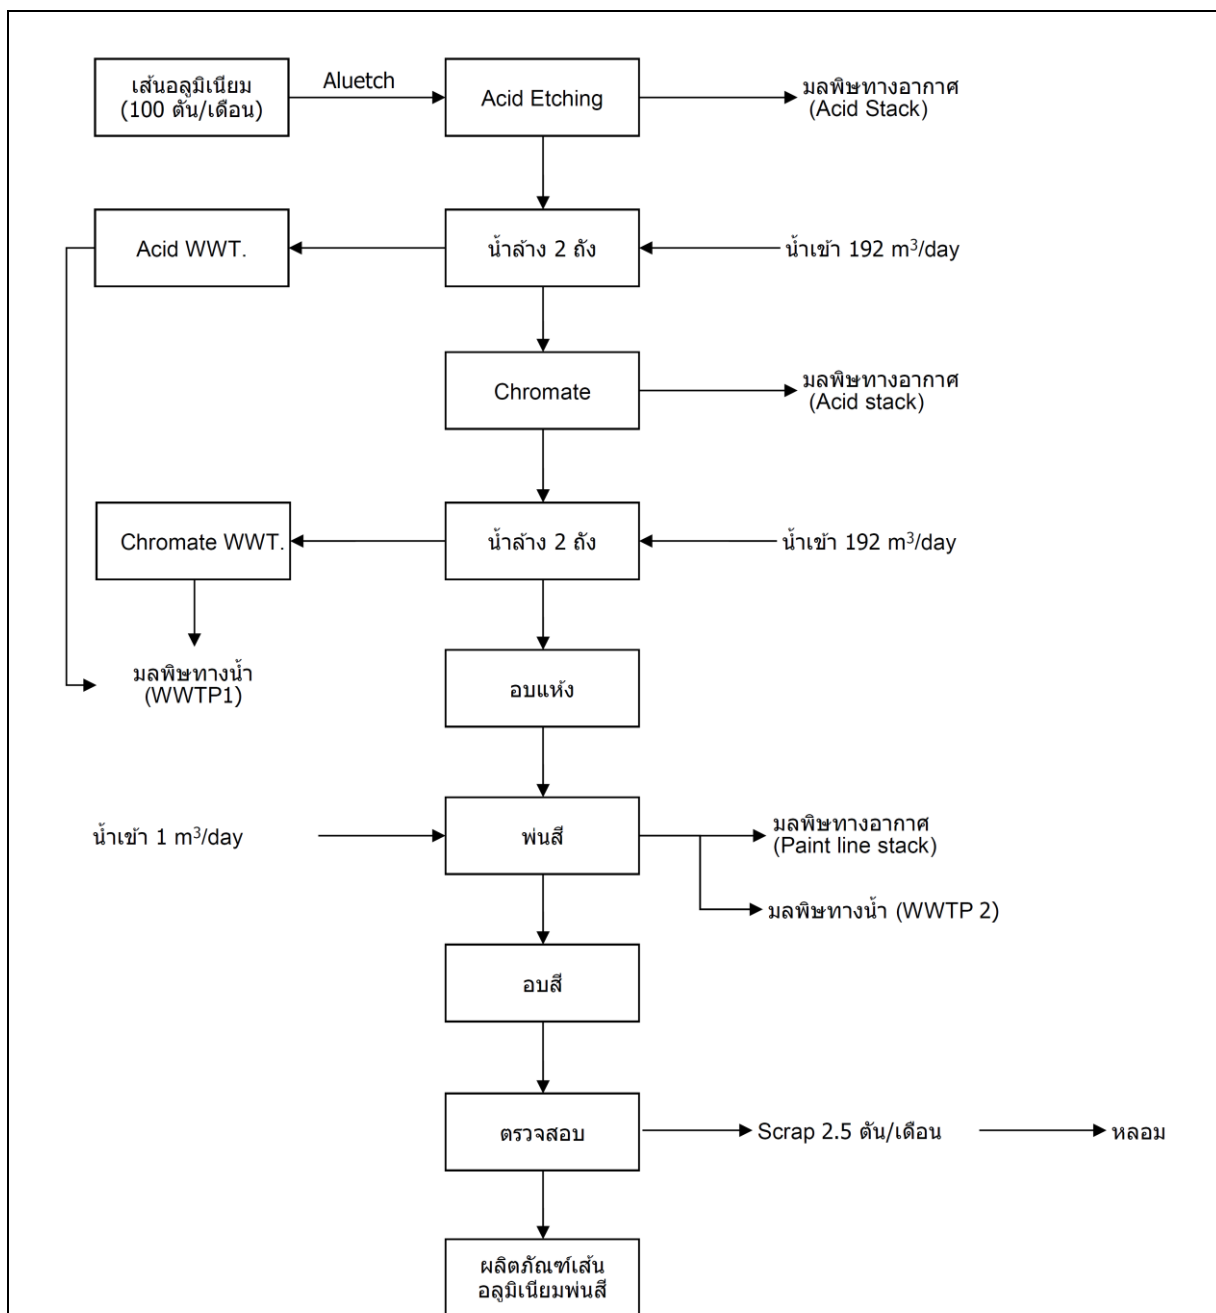 เส้นอลูมิเนียม
(100 ตัน/เดือน)
Aluetch
Acid Etching
มลพิษทางอากาศ
(Acid Stack)
Acid WWT.
น้ำล้าง 2 ถัง
น้ำเข้า 192 m³/day
Chromate
มลพิษทางอากาศ
(Acid stack)
Chromate WWT.
น้ำล้าง 2 ถัง
น้ำเข้า 192 m³/day
มลพิษทางน้ำ
(WWTP1)
อบแห้ง
น้ำเข้า 1 m³/day
พ่นสี
มลพิษทางอากาศ
(Paint line stack)
มลพิษทางน้ำ (WWTP 2)
อบสี
ตรวจสอบ
Scrap 2.5 ตัน/เดือน
หลอม
ผลิตภัณฑ์เส้น
อลูมิเนียมพ่นสี